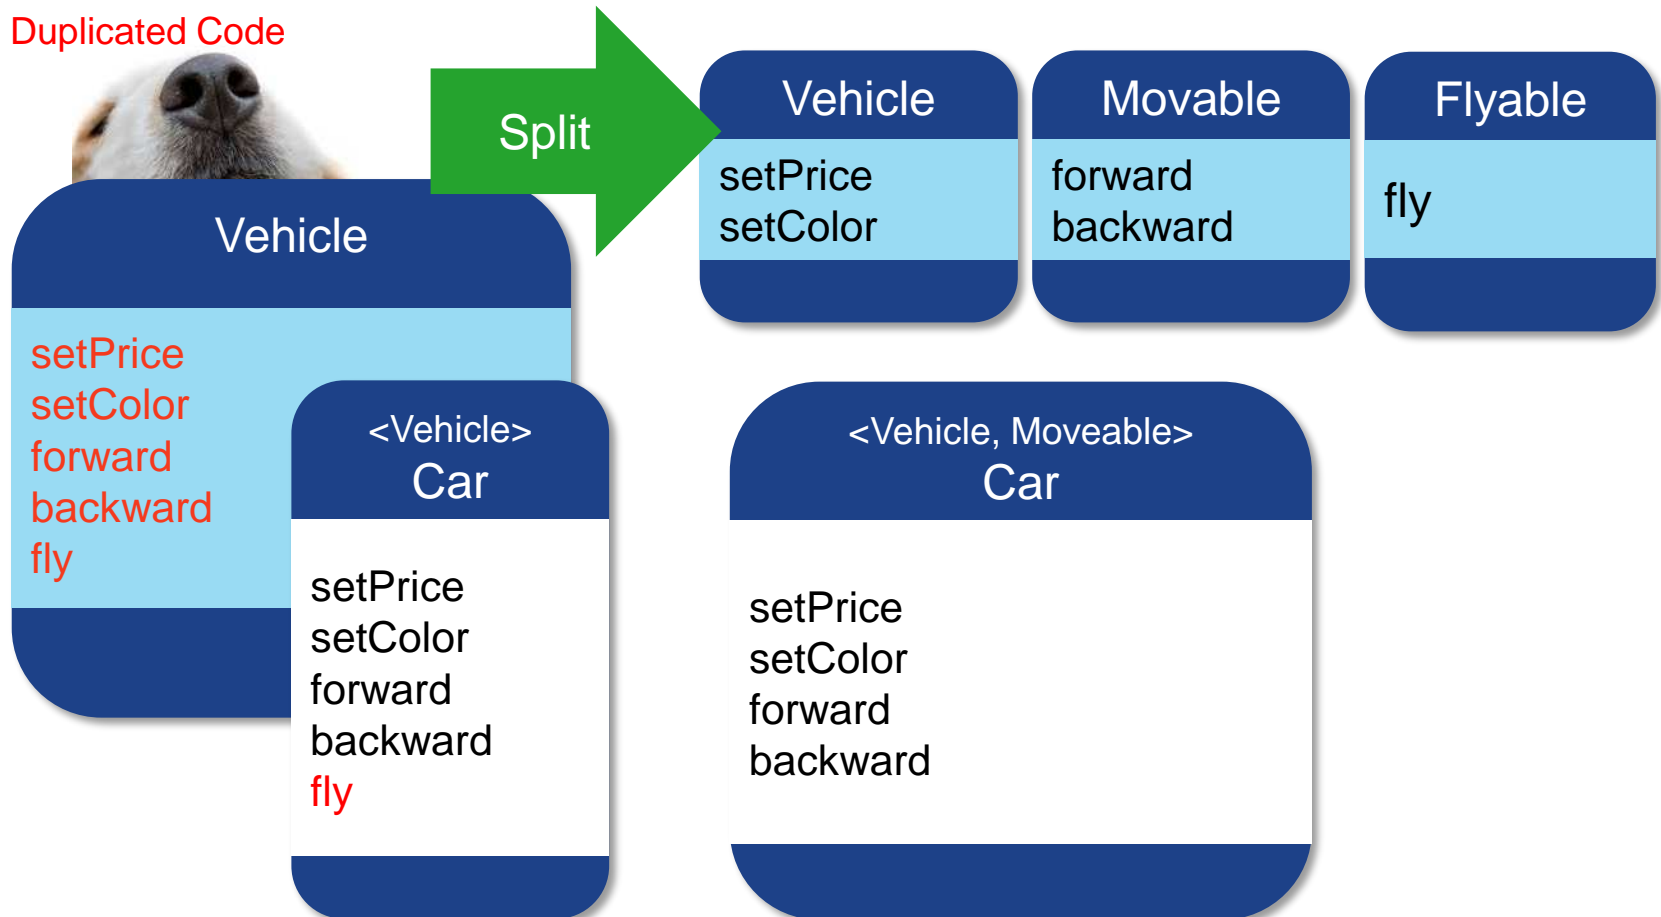 Duplicated Code
Split
Vehicle
setPrice
setColor
forward
backward
fly
<Vehicle>
Car
setPrice
setColor
forward
backward
fly
Vehicle
setPrice
setColor
Movable
forward
backward
Flyable
fly
<Vehicle, Moveable>
Car
setPrice
setColor
forward
backward